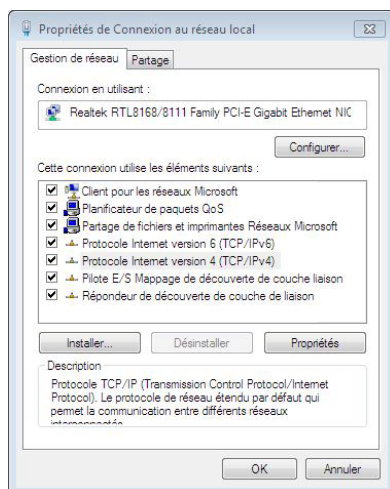 Propriétés de Connexion au réseau local
Gestion de réseau
Partage
Connexion en utilisant :
Realtek RTL8168/8111 Family PCI-E Gigabit Ethernet NIC
Configurer...
Cette connexion utilise les éléments suivants :
Client pour les réseaux Microsoft
Planificateur de paquets QoS
Partage de fichiers et imprimantes Réseaux Microsoft
Protocole Internet version 6 (TCP/IPv6)
Protocole Internet version 4 (TCP/IPv4)
Pilote E/S Mappage de découverte de couche liaison
Répondeur de découverte de couche de liaison
Installer...
Désinstaller
Propriétés
Description
Protocole TCP/IP (Transmission Control Protocol/Internet
Protocol). Le protocole de réseau étendu par défaut qui
permet la communication entre différents réseaux
interconnectés
OK
Annuler